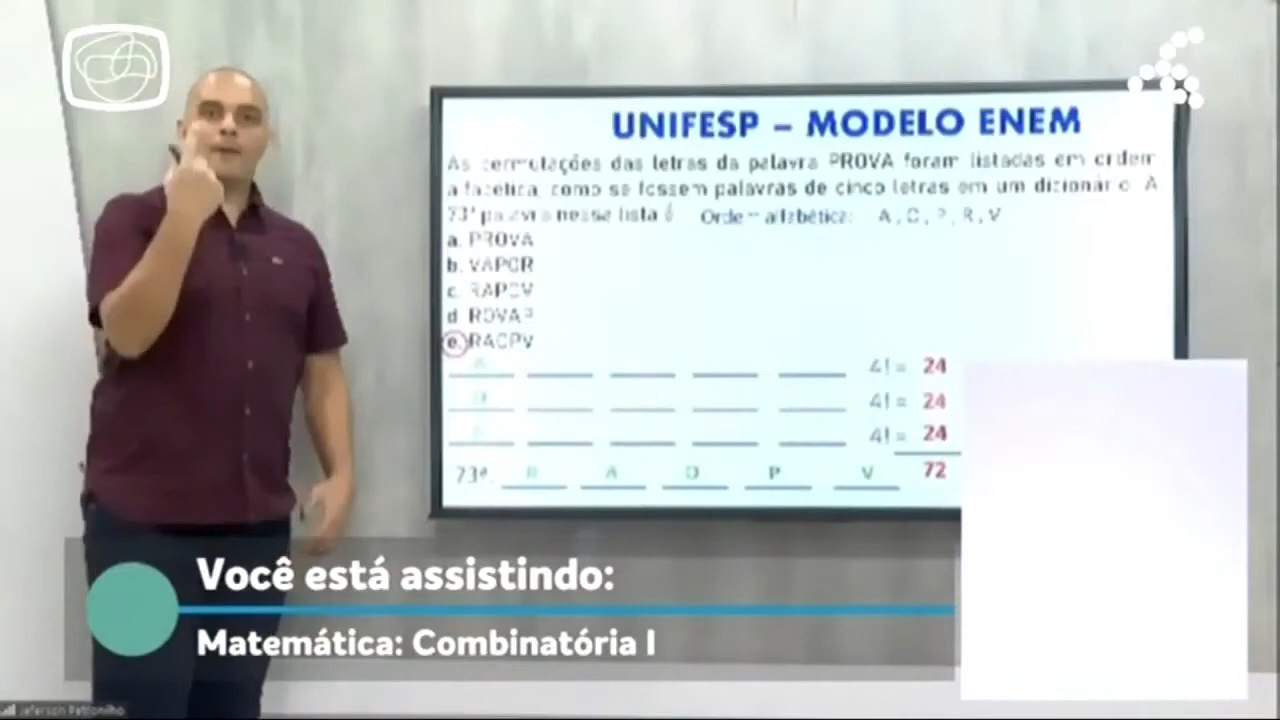 UNIFESP – MODELO ENEM
As permutações das letras da palavra PROVA foram listadas em ordem
alfabética, como se fossem palavras de cinco letras em um dicionário. A
73ª palavra nessa lista é Ordem alfabética: A , O , P , R , V
a. PROVA
b. VAPOR
c. RAPOV
d. ROVAP
e. RAOPV
4! = 24
4! = 24
4! = 24
73ª. R A O P V 72
Você está assistindo:
Matemática: Combinatória I
Jeferson Petronilho